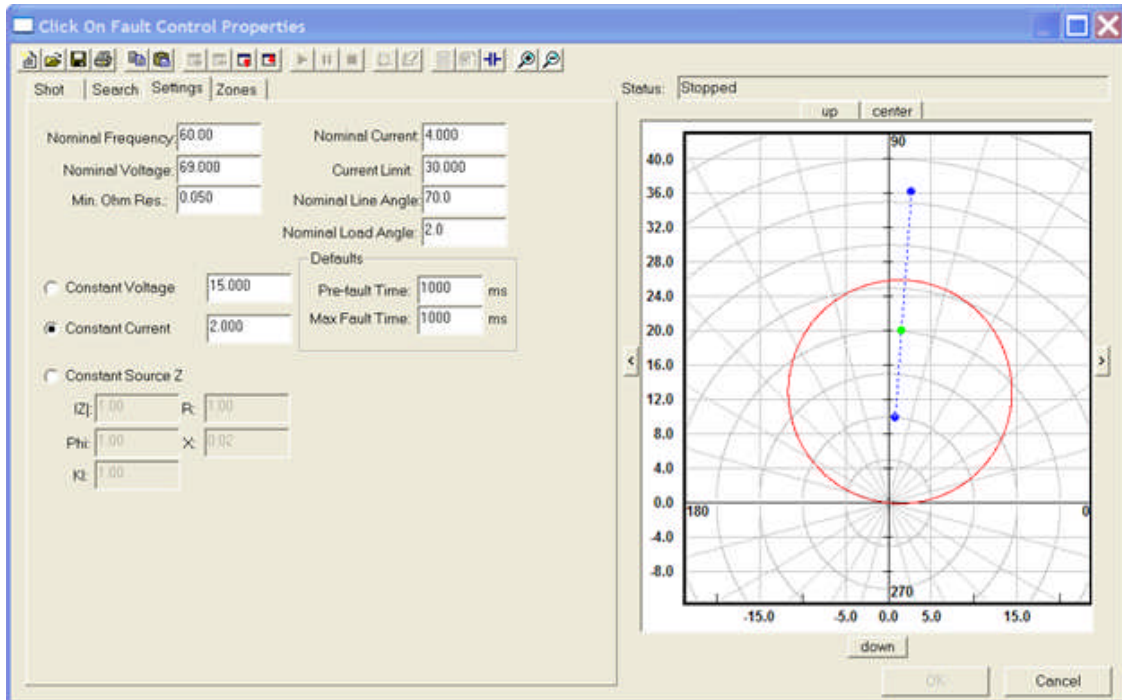 Click On Fault Control Properties
Shot Search Settings Zones
Status: Stopped
up center
Nominal Frequency: 60.00
Nominal Current: 4.000
Nominal Voltage: 69.000
Current Limit: 30.000
Min. Ohm Res.: 0.050
Nominal Line Angle: 70.0
Nominal Load Angle: 2.0
Defaults
Constant Voltage 15.000
Pre-fault Time: 1000 ms
Constant Current 2.000
Max Fault Time: 1000 ms
Constant Source Z
|Z|: 1.00 R: 1.00
Phi: 1.00 X: 0.02
KI: 1.00
90
40.0
36.0
32.0
28.0
24.0
20.0
16.0
12.0
8.0
4.0
0.0
-4.0
-8.0
180
0
270
-15.0 -5.0 0.0 5.0 15.0
<
>
down
OK Cancel